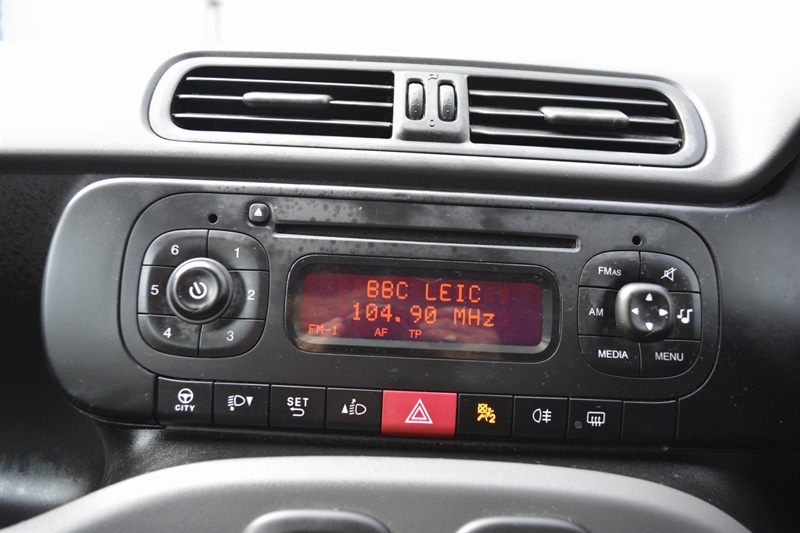 6 1
5 2
4 3
BBC LEIC
104.90 MHz
FM-1 AF TP
FMAS
AM
MEDIA MENU
CITY
SET
2